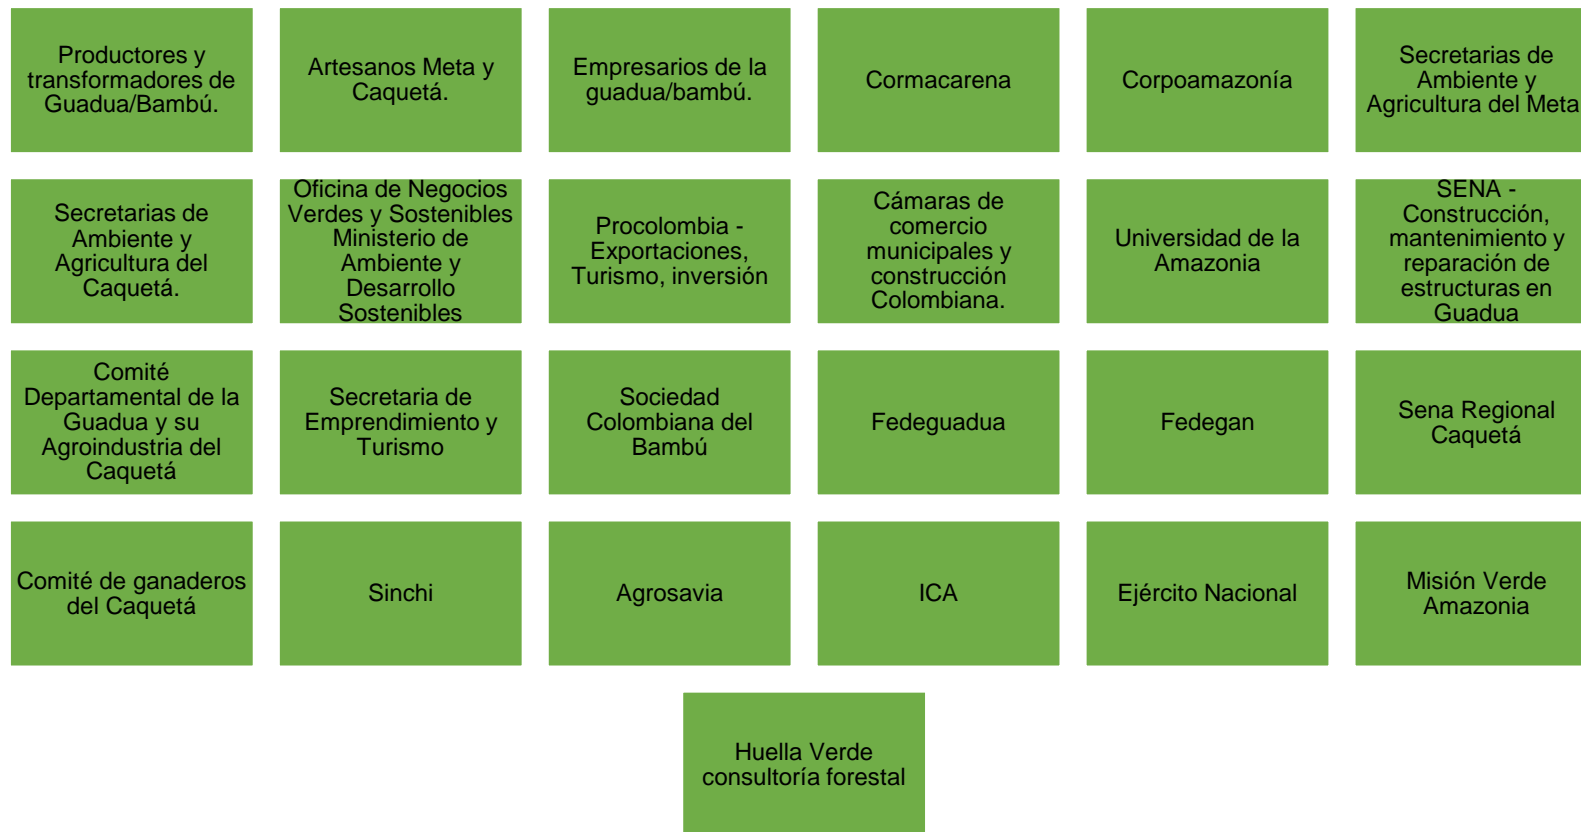 Productores y
transformadores de
Guadua/Bambú.
Artesanos Meta y
Caquetá.
Empresarios de la
guadua/bambú.
Cormacarena
Corpoamazonía
Secretarias de
Ambiente y
Agricultura del Meta
Secretarias de
Ambiente y
Agricultura del
Caquetá.
Oficina de Negocios
Verdes y Sostenibles
Ministerio de
Ambiente y
Desarrollo
Sostenibles
Procolombia -
Exportaciones,
Turismo, inversión
Cámaras de
comercio
municipales y
construcción
Colombiana.
Universidad de la
Amazonia
SENA -
Construcción,
mantenimiento y
reparación de
estructuras en
Guadua
Comité
Departamental de la
Guadua y su
Agroindustria del
Caquetá
Secretaria de
Emprendimiento y
Turismo
Sociedad
Colombiana del
Bambú
Fedeguadua
Fedegan
Sena Regional
Caquetá
Comité de ganaderos
del Caquetá
Sinchi
Agrosavia
ICA
Ejército Nacional
Misión Verde
Amazonia
Huella Verde
consultoría forestal